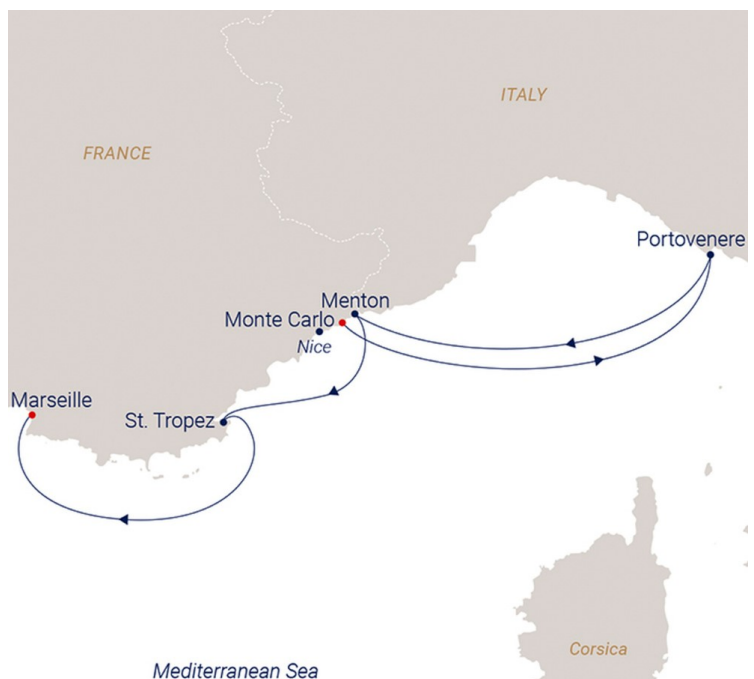 ITALY
FRANCE
Portovenere
Menton
Monte Carlo
Nice
Marseille
St. Tropez
Corsica
Mediterranean Sea